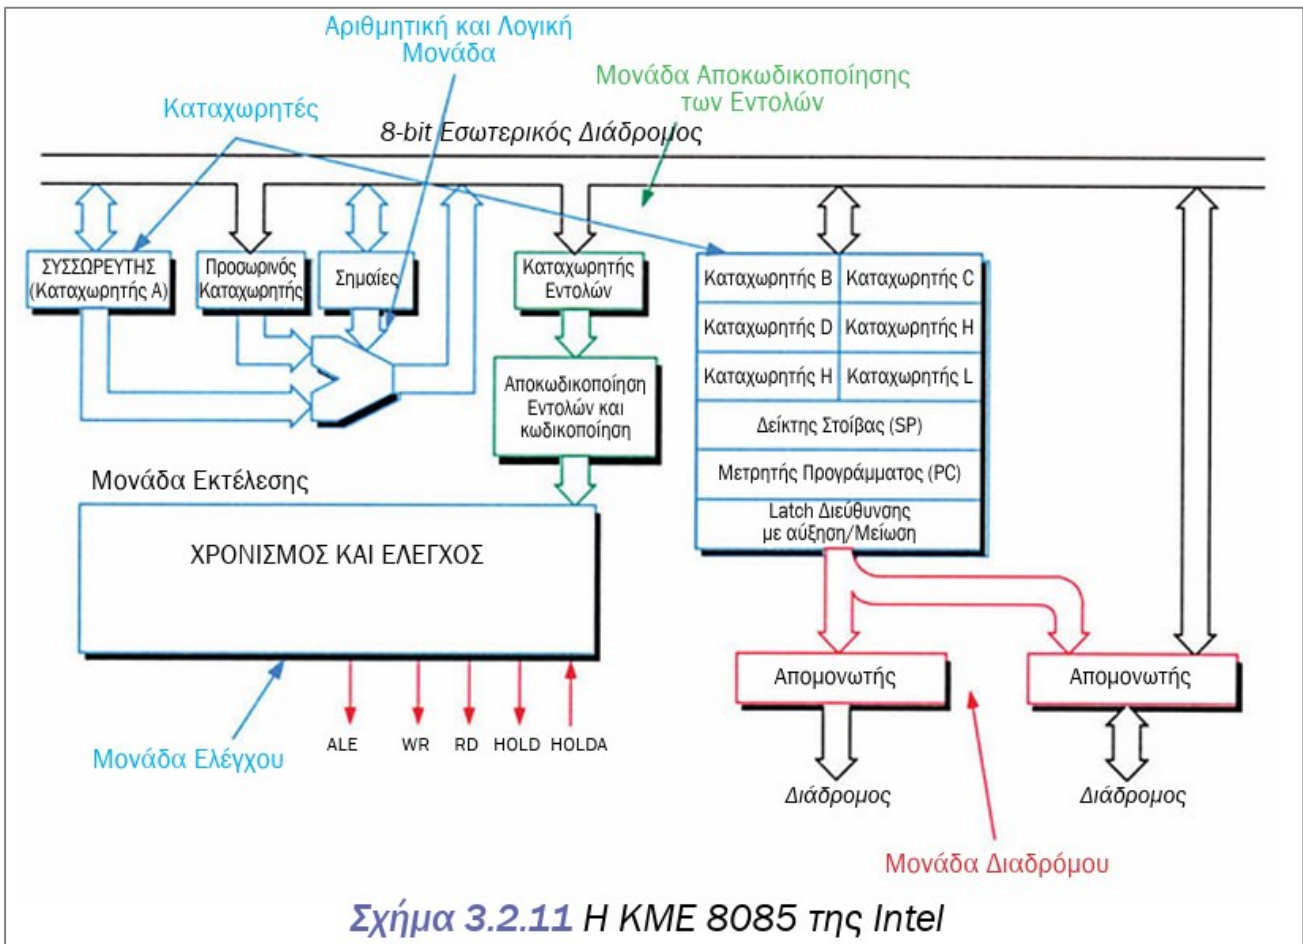 Αριθμητική και Λογική
Μονάδα
Μονάδα Αποκωδικοποίησης
των Εντολών
Καταχωρητές
8-bit Εσωτερικός Διάδρομος
ΣΥΣΣΩΡΕΥΤΗΣ
(Καταχωρητής Α)
Προσωρινός
Καταχωρητής
Σημαίες
Καταχωρητής
Εντολών
Καταχωρητής B
Καταχωρητής C
Καταχωρητής D
Καταχωρητής H
Καταχωρητής H
Καταχωρητής L
Δείκτης Στοίβας (SP)
Μετρητής Προγράμματος (PC)
Latch Διεύθυνσης
με αύξηση/Μείωση
Αποκωδικοποίηση
Εντολών και
κωδικοποίηση
Μονάδα Εκτέλεσης
ΧΡΟΝΙΣΜΟΣ ΚΑΙ ΕΛΕΓΧΟΣ
Απομονωτής
Απομονωτής
ALE
WR
RD
HOLD
HOLDA
Μονάδα Ελέγχου
Διάδρομος
Διάδρομος
Μονάδα Διαδρόμου
Σχήμα 3.2.11 Η ΚΜΕ 8085 της Intel